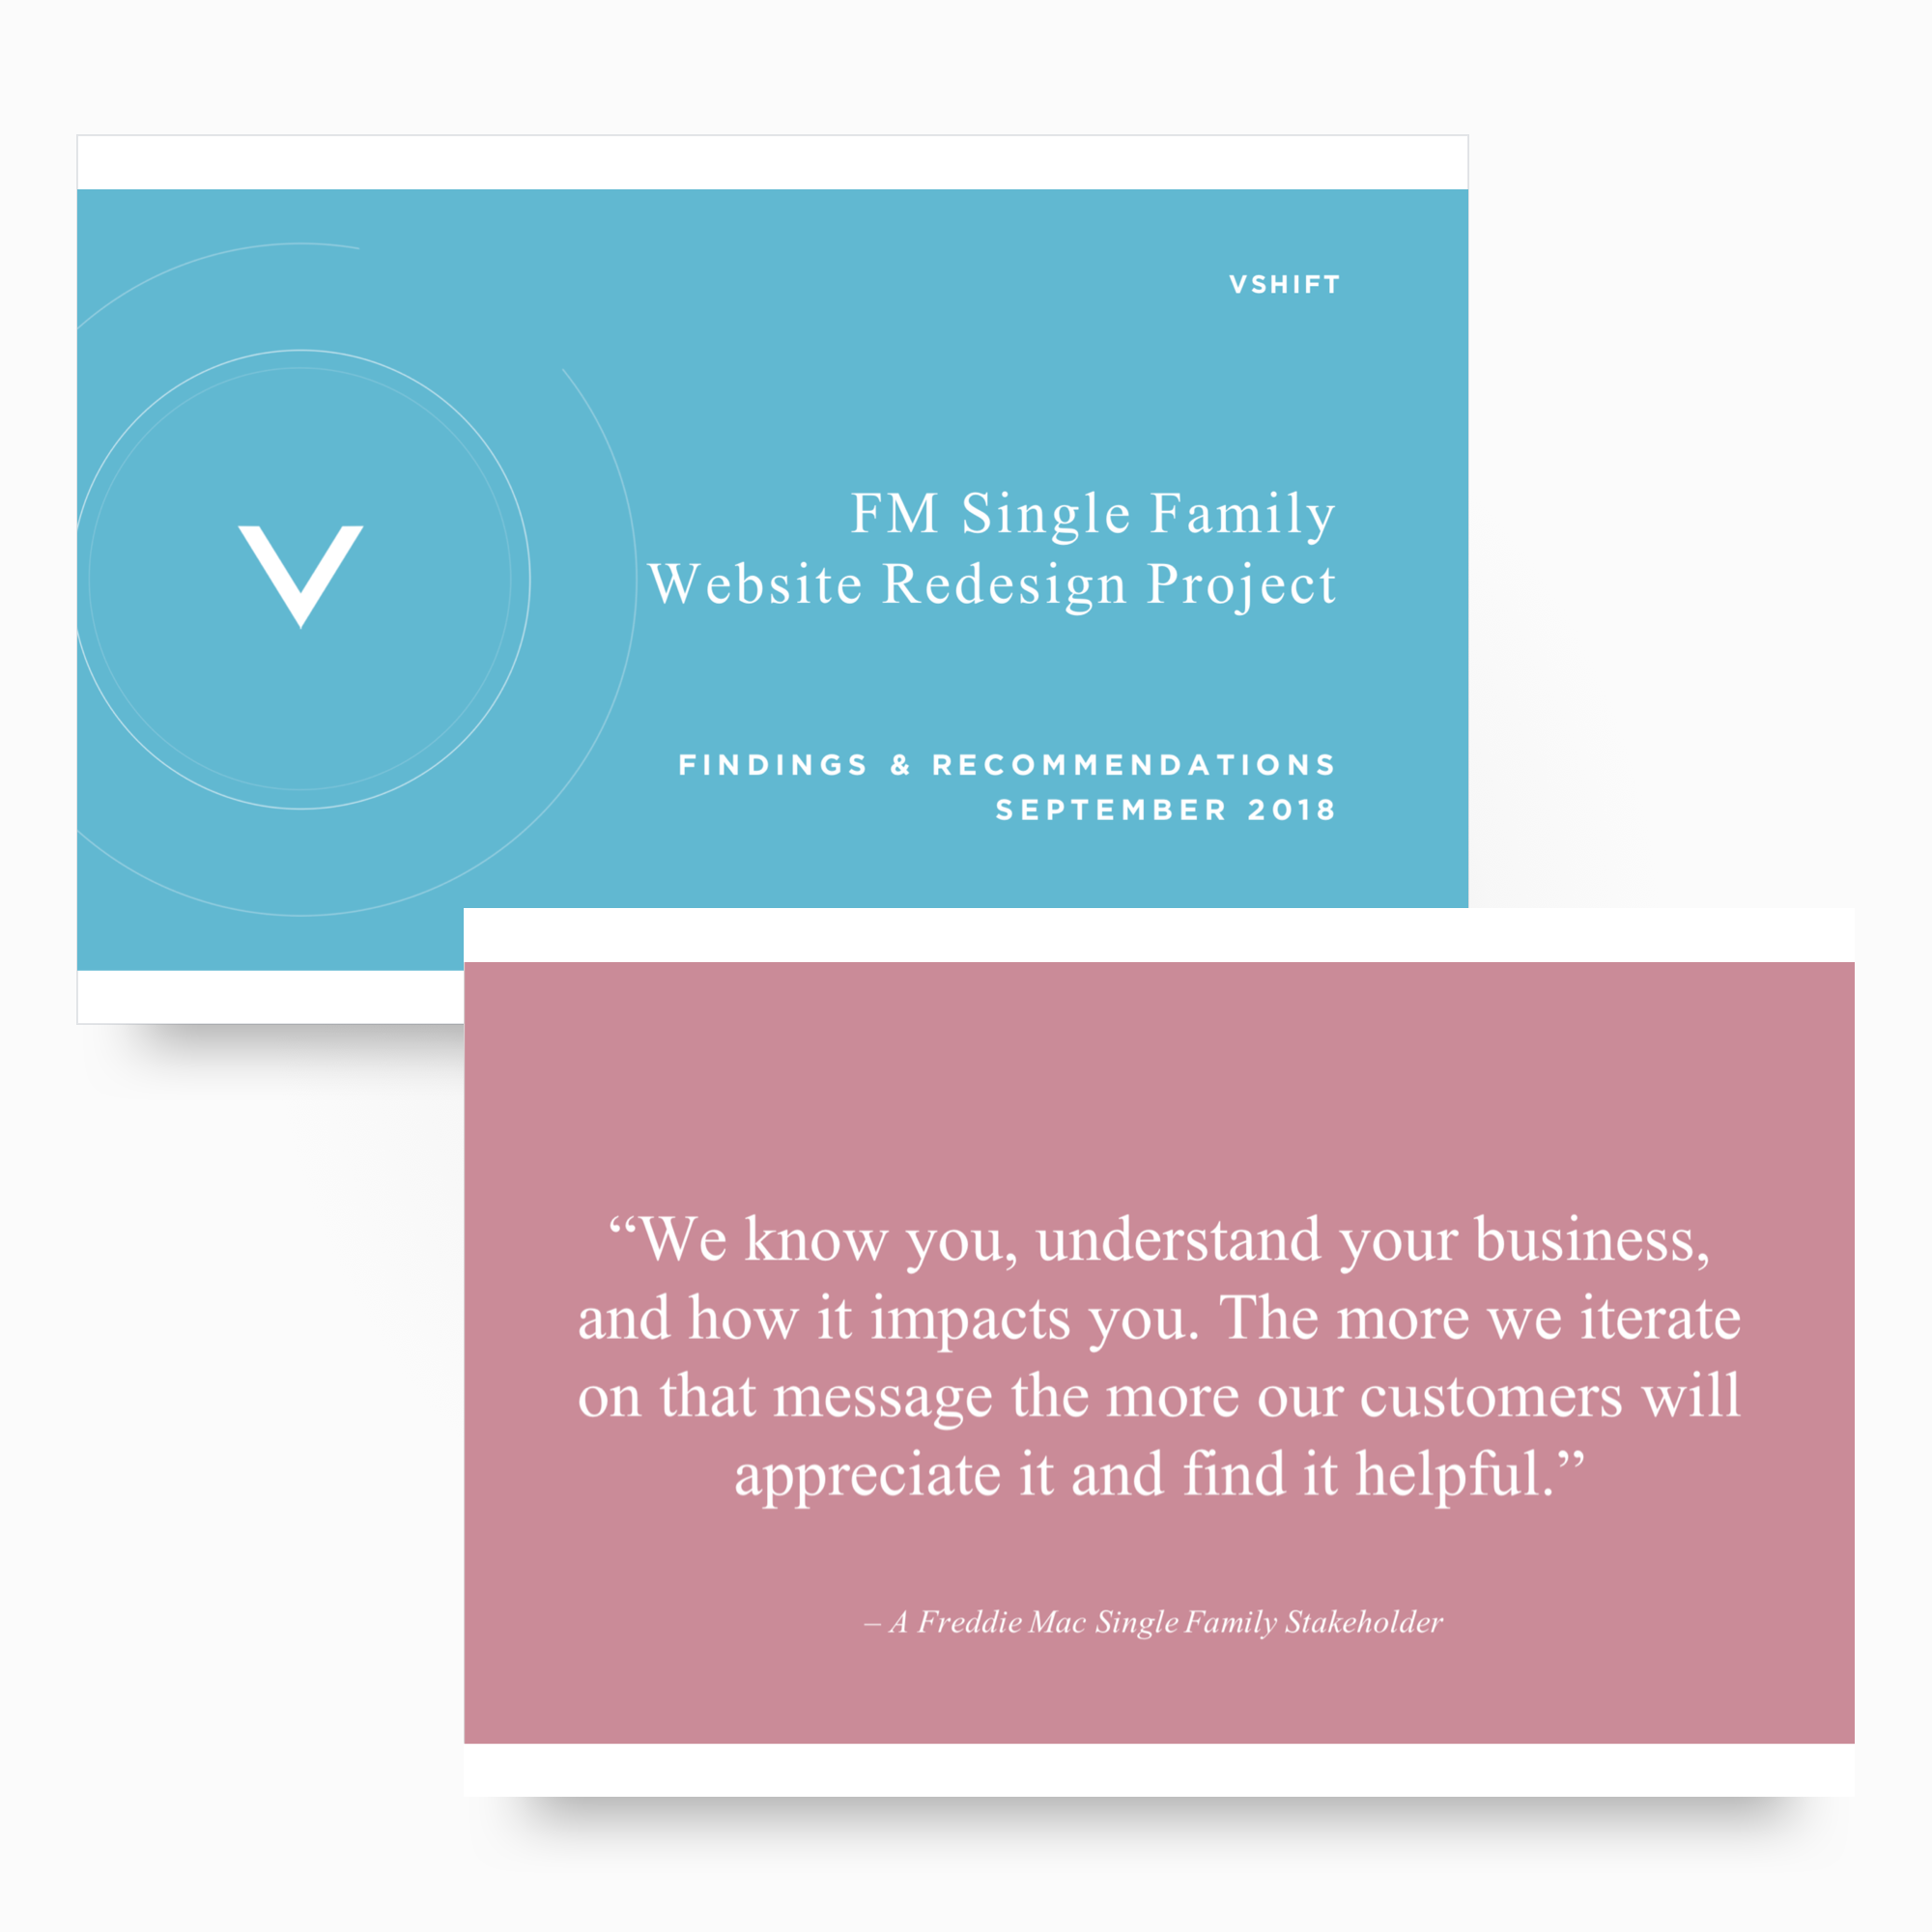 VSHIFT
FM Single Family
Website Redesign Project
FINDINGS & RECOMMENDATIONS
SEPTEMBER 2018
“We know you, understand your business,
and how it impacts you. The more we iterate
on that message the more our customers will
appreciate it and find it helpful.”
– A Freddie Mac Single Family Stakeholder